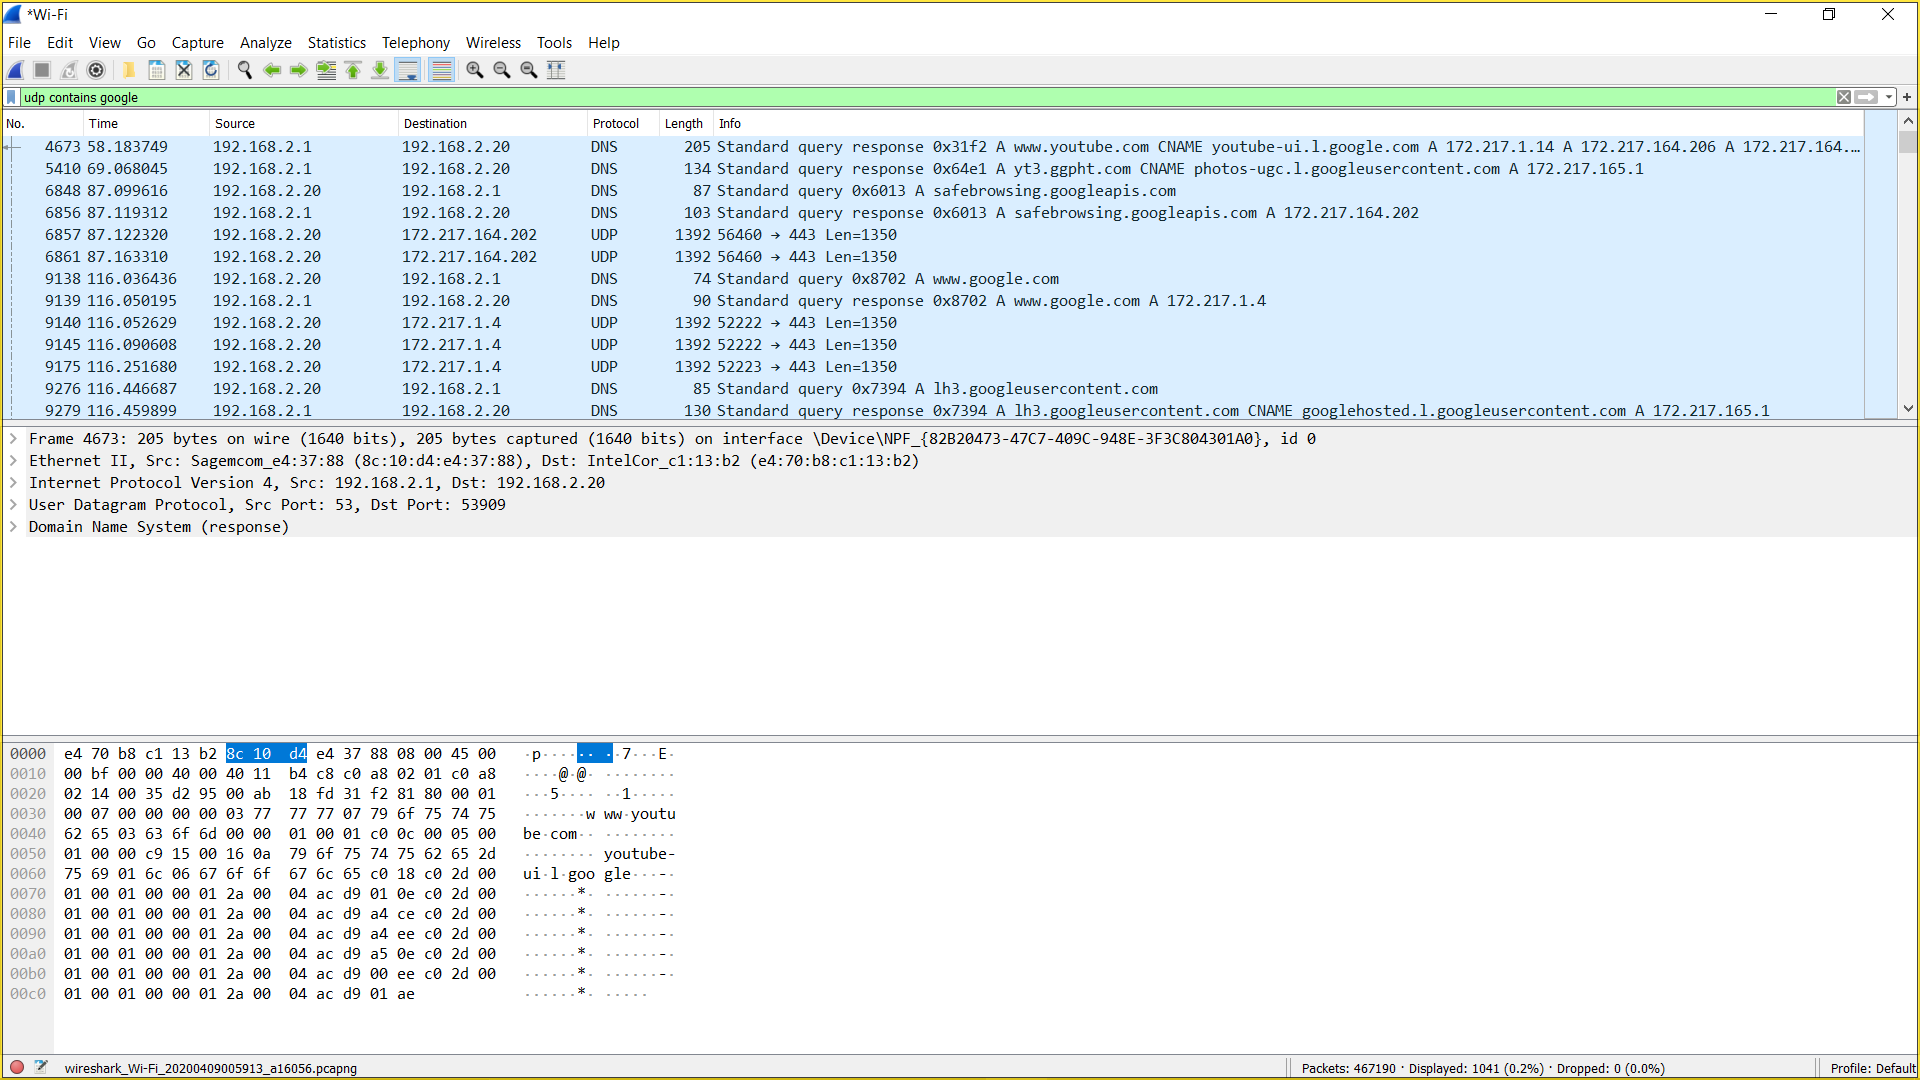 *Wi-Fi
File Edit View Go Capture Analyze Statistics Telephony Wireless Tools Help
udp contains google
No. Time Source Destination Protocol Length Info
4673 58.183749 192.168.2.1 192.168.2.20 DNS 205 Standard query response 0x31f2 A www.youtube.com CNAME youtube-ui.l.google.com A 172.217.1.14 A 172.217.164.206 A 172.217.164.…
5410 69.068045 192.168.2.1 192.168.2.20 DNS 134 Standard query response 0x64e1 A yt3.ggpht.com CNAME photos-ugc.l.googleusercontent.com A 172.217.165.1
6848 87.099616 192.168.2.20 192.168.2.1 DNS 87 Standard query 0x6013 A safebrowsing.googleapis.com
6856 87.119312 192.168.2.1 192.168.2.20 DNS 103 Standard query response 0x6013 A safebrowsing.googleapis.com A 172.217.164.202
6857 87.122320 192.168.2.20 172.217.164.202 UDP 1392 56460 → 443 Len=1350
6861 87.163310 192.168.2.20 172.217.164.202 UDP 1392 56460 → 443 Len=1350
9138 116.036436 192.168.2.20 192.168.2.1 DNS 74 Standard query 0x8702 A www.google.com
9139 116.050195 192.168.2.1 192.168.2.20 DNS 90 Standard query response 0x8702 A www.google.com A 172.217.1.4
9140 116.052629 192.168.2.20 172.217.1.4 UDP 1392 52222 → 443 Len=1350
9145 116.090608 192.168.2.20 172.217.1.4 UDP 1392 52222 → 443 Len=1350
9175 116.251680 192.168.2.20 172.217.1.4 UDP 1392 52223 → 443 Len=1350
9276 116.446687 192.168.2.20 192.168.2.1 DNS 85 Standard query 0x7394 A lh3.googleusercontent.com
9279 116.459899 192.168.2.1 192.168.2.20 DNS 130 Standard query response 0x7394 A lh3.googleusercontent.com CNAME googlehosted.l.googleusercontent.com A 172.217.165.1
Frame 4673: 205 bytes on wire (1640 bits), 205 bytes captured (1640 bits) on interface \Device\NPF_{82B20473-47C7-409C-948E-3F3C804301A0}, id 0
Ethernet II, Src: Sagemcom_e4:37:88 (8c:10:d4:e4:37:88), Dst: IntelCor_c1:13:b2 (e4:70:b8:c1:13:b2)
Internet Protocol Version 4, Src: 192.168.2.1, Dst: 192.168.2.20
User Datagram Protocol, Src Port: 53, Dst Port: 53909
Domain Name System (response)
0000 e4 70 b8 c1 13 b2 8c 10 d4 e4 37 88 08 00 45 00 ·p···· ·· ·7···E·
0010 00 bf 00 00 40 00 40 11 b4 c8 c0 a8 02 01 c0 a8 ····@·@· ········
0020 02 14 00 35 d2 95 00 ab 18 fd 31 f2 81 80 00 01 ···5···· ··1·····
0030 00 07 00 00 00 00 03 77 77 77 07 79 6f 75 74 75 ·······w ww·youtu
0040 62 65 03 63 6f 6d 00 00 01 00 01 c0 0c 00 05 00 be·com·· ········
0050 01 00 00 c9 15 00 16 0a 79 6f 75 74 75 62 65 2d ········ youtube-
0060 75 69 01 6c 06 67 6f 6f 67 6c 65 c0 18 c0 2d 00 ui·l·goo gle···-·
0070 01 00 01 00 00 01 2a 00 04 ac d9 01 0e c0 2d 00 ······*· ······-·
0080 01 00 01 00 00 01 2a 00 04 ac d9 a4 ce c0 2d 00 ······*· ······-·
0090 01 00 01 00 00 01 2a 00 04 ac d9 a4 ee c0 2d 00 ······*· ······-·
00a0 01 00 01 00 00 01 2a 00 04 ac d9 a5 0e c0 2d 00 ······*· ······-·
00b0 01 00 01 00 00 01 2a 00 04 ac d9 00 ee c0 2d 00 ······*· ······-·
00c0 01 00 01 00 00 01 2a 00 04 ac d9 01 ae ······*· ·····
wireshark_Wi-Fi_20200409005913_a16056.pcapng Packets: 467190 · Displayed: 1041 (0.2%) · Dropped: 0 (0.0%) Profile: Default